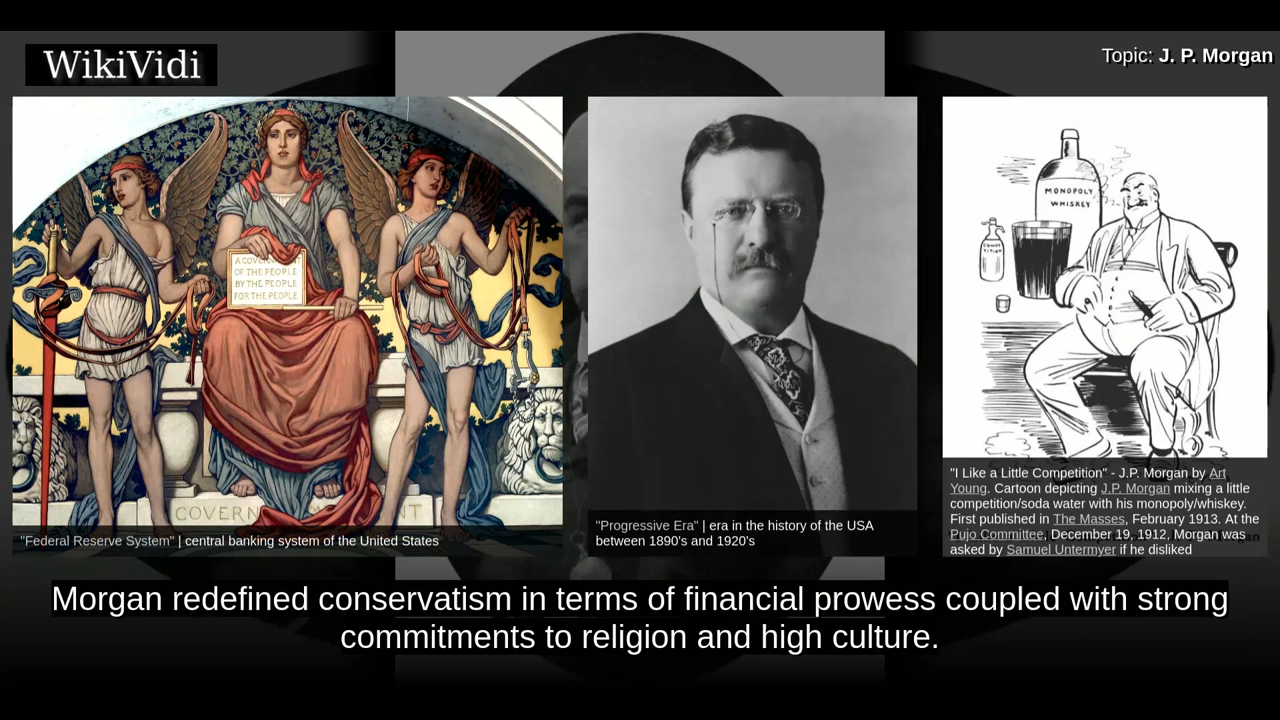 WikiVidi
Topic: J. P. Morgan
A GOVERNMENT
OF THE PEOPLE
BY THE PEOPLE
FOR THE PEOPLE
GOVERN NT
"Federal Reserve System" | central banking system of the United States
"Progressive Era" | era in the history of the USA
between 1890's and 1920's
MONOPOLY
WHISKEY
COMPE
TITION
"I Like a Little Competition" - J.P. Morgan by Art
Young. Cartoon depicting J.P. Morgan mixing a little
competition/soda water with his monopoly/whiskey.
First published in The Masses, February 1913. At the
Pujo Committee, December 19, 1912, Morgan was
asked by Samuel Untermyer if he disliked
Morgan redefined conservatism in terms of financial prowess coupled with strong
commitments to religion and high culture.